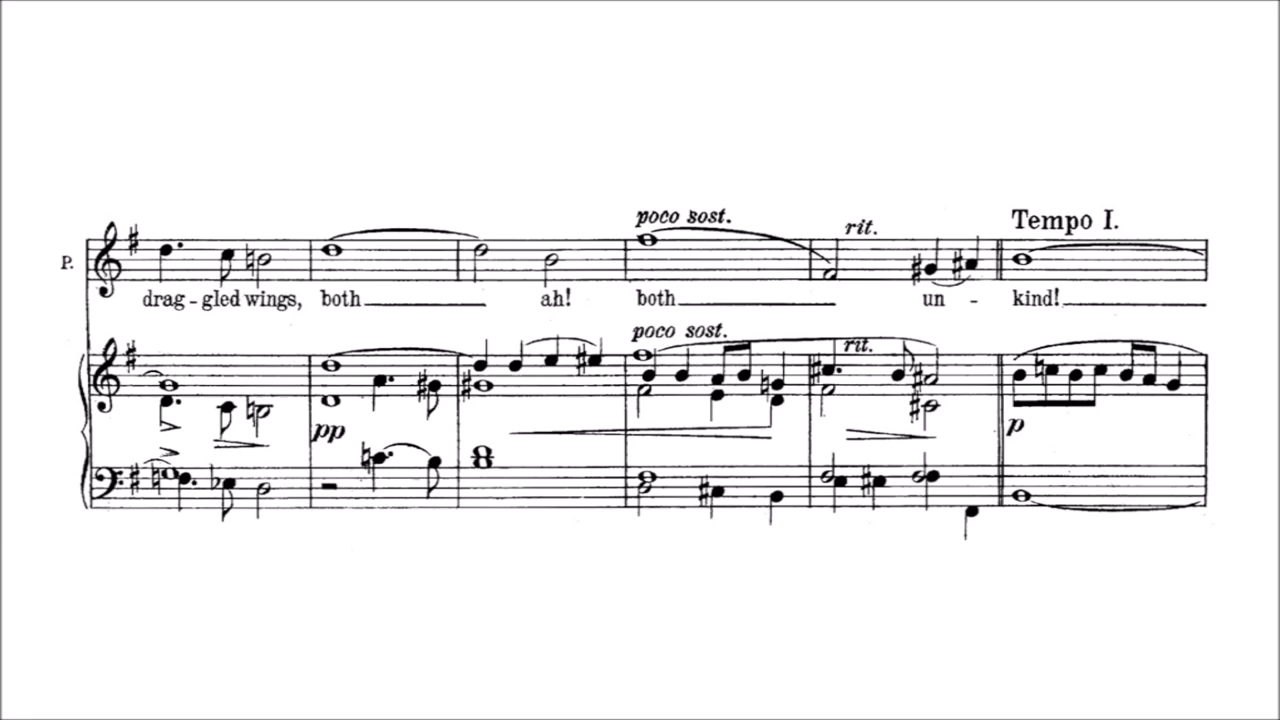 poco sost.
rit.
Tempo I.
P.
drag - gled wings, both ah! both un - kind!
poco sost.
rit.
pp
p